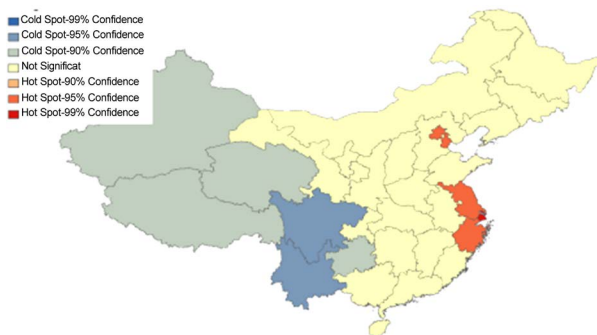 Cold Spot-99% Confidence
Cold Spot-95% Confidence
Cold Spot-90% Confidence
Not Significat
Hot Spot-90% Confidence
Hot Spot-95% Confidence
Hot Spot-99% Confidence